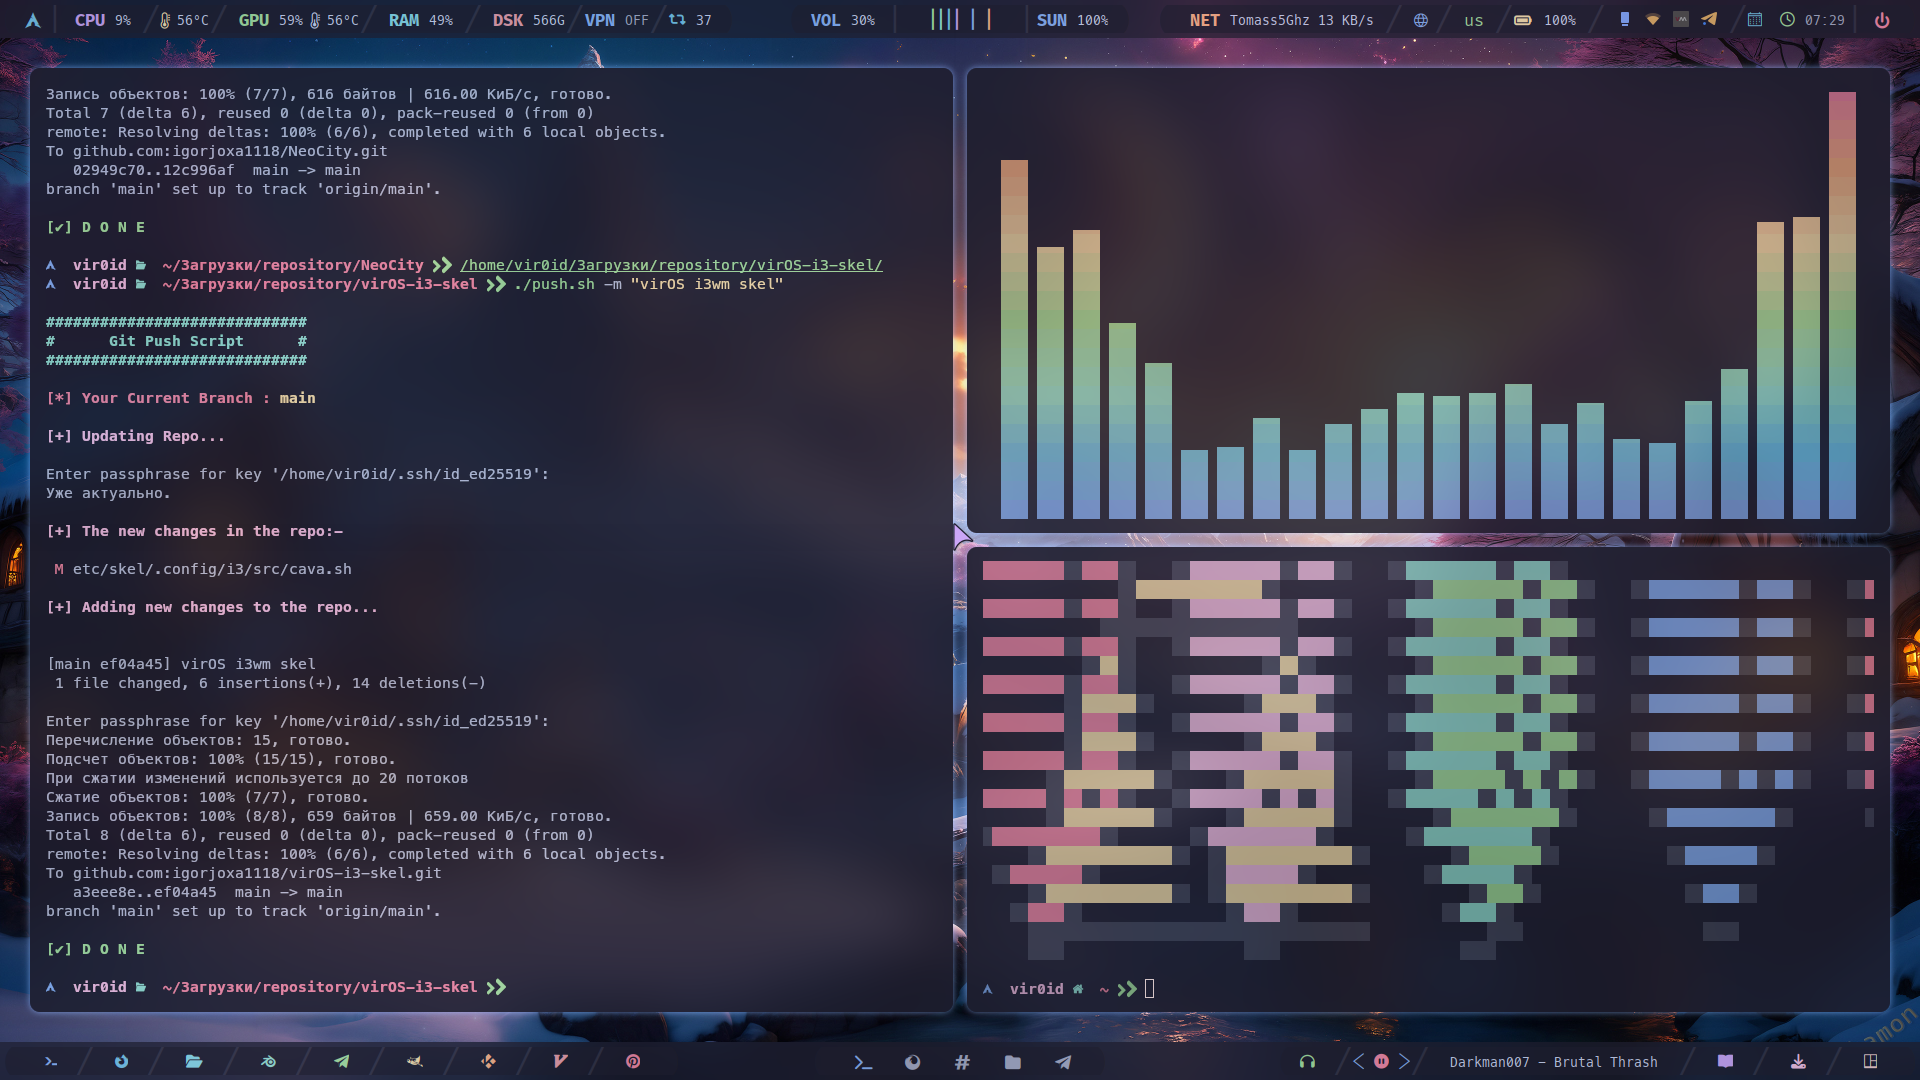 CPU 9% 56°C GPU 59% 56°C RAM 49% DSK 566G VPN OFF 37 VOL 30% SUN 100% NET Tomass5Ghz 13 KB/s us 100% 07:29
Запись объектов: 100% (7/7), 616 байтов | 616.00 КиБ/с, готово.
Total 7 (delta 6), reused 0 (delta 0), pack-reused 0 (from 0)
remote: Resolving deltas: 100% (6/6), completed with 6 local objects.
To github.com:igorjoxa1118/NeoCity.git
02949c70..12c996af main -> main
branch 'main' set up to track 'origin/main'.
[✔] D O N E
vir0id ~/Загрузки/repository/NeoCity /home/vir0id/Загрузки/repository/virOS-i3-skel/
vir0id ~/Загрузки/repository/virOS-i3-skel ./push.sh -m "virOS i3wm skel"
#############################
# Git Push Script #
#############################
[*] Your Current Branch : main
[+] Updating Repo...
Enter passphrase for key '/home/vir0id/.ssh/id_ed25519':
Уже актуально.
[+] The new changes in the repo:-
M etc/skel/.config/i3/src/cava.sh
[+] Adding new changes to the repo...
[main ef04a45] virOS i3wm skel
1 file changed, 6 insertions(+), 14 deletions(-)
Enter passphrase for key '/home/vir0id/.ssh/id_ed25519':
Перечисление объектов: 15, готово.
Подсчет объектов: 100% (15/15), готово.
При сжатии изменений используется до 20 потоков
Сжатие объектов: 100% (7/7), готово.
Запись объектов: 100% (8/8), 659 байтов | 659.00 КиБ/с, готово.
Total 8 (delta 6), reused 0 (delta 0), pack-reused 0 (from 0)
remote: Resolving deltas: 100% (6/6), completed with 6 local objects.
To github.com:igorjoxa1118/virOS-i3-skel.git
a3eee8e..ef04a45 main -> main
branch 'main' set up to track 'origin/main'.
[✔] D O N E
vir0id ~/Загрузки/repository/virOS-i3-skel
vir0id ~
Darkman007 - Brutal Thrash